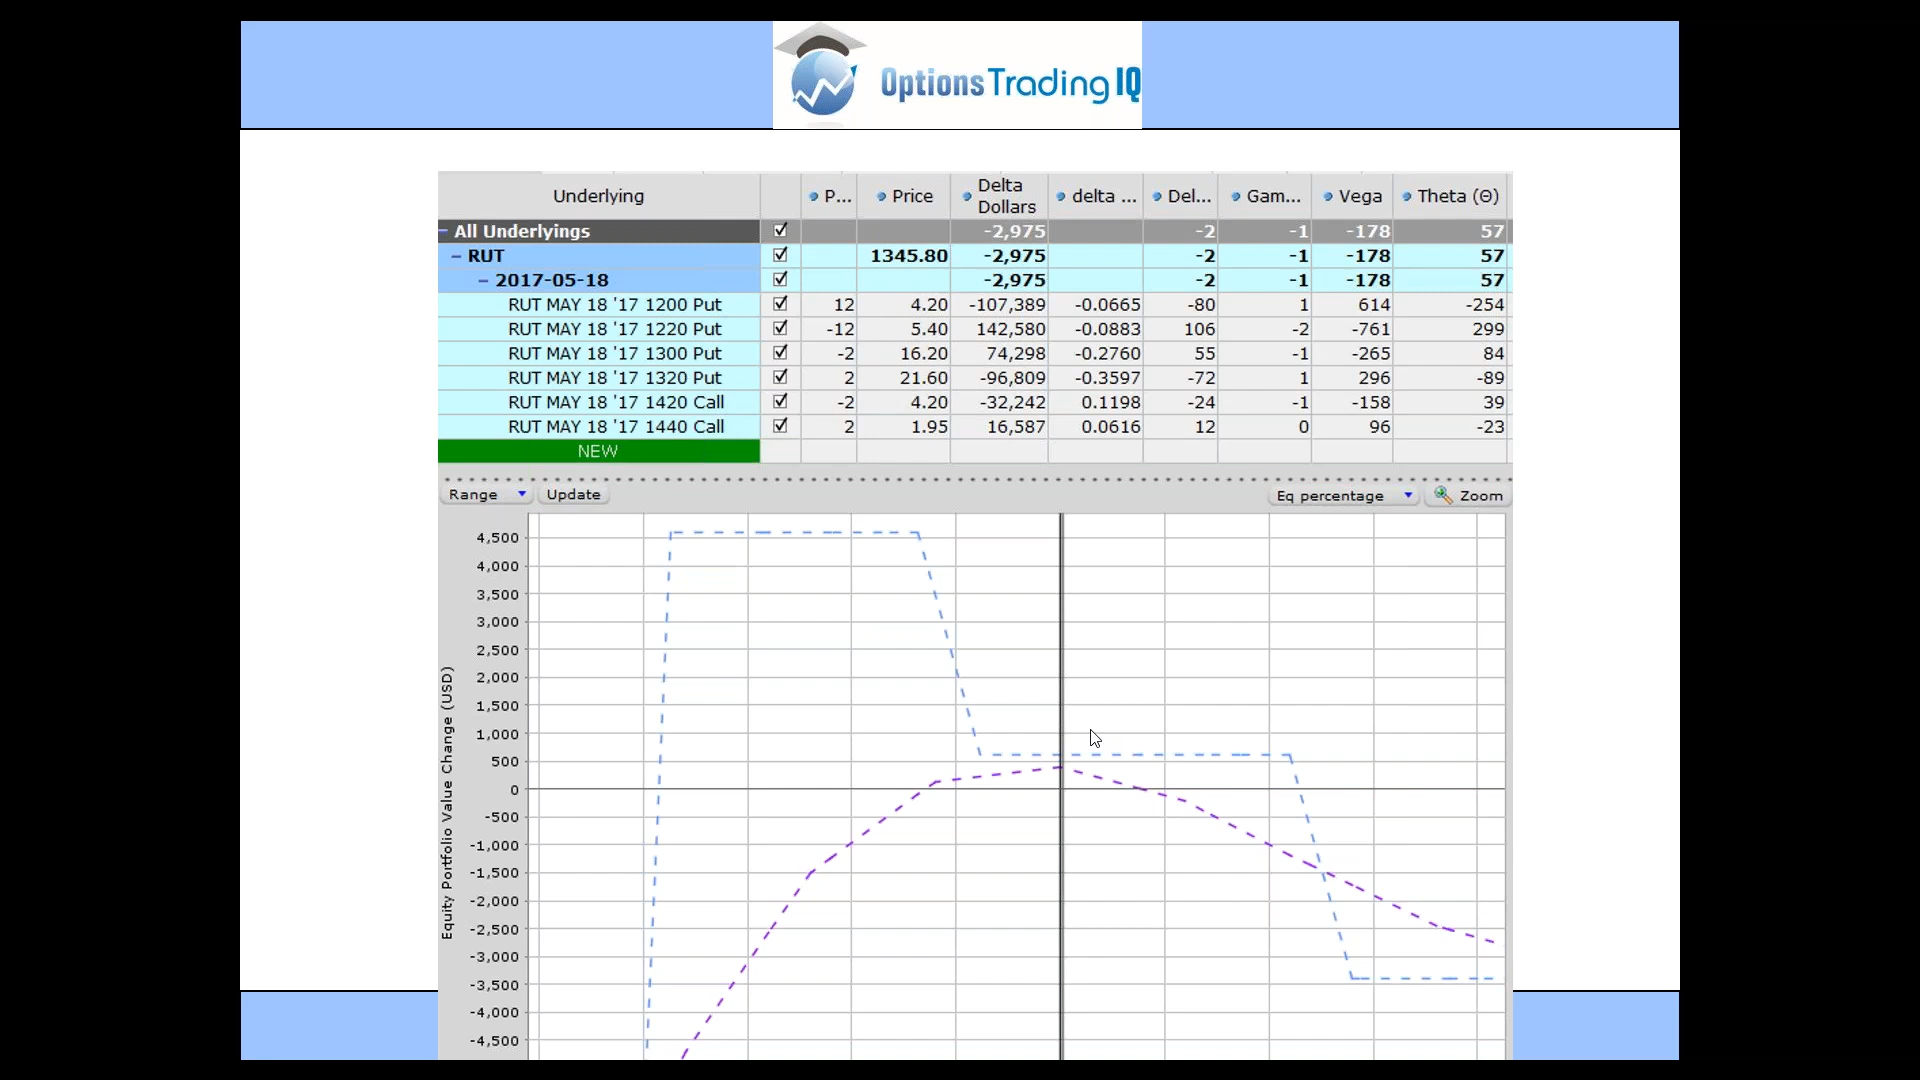 Options Trading IQ
Underlying P... Price Delta Dollars delta ... Del... Gam... Vega Theta (Θ)
− All Underlyings -2,975 -2 -1 -178 57
− RUT 1345.80 -2,975 -2 -1 -178 57
− 2017-05-18 -2,975 -2 -1 -178 57
RUT MAY 18 '17 1200 Put 12 4.20 -107,389 -0.0665 -80 1 614 -254
RUT MAY 18 '17 1220 Put -12 5.40 142,580 -0.0883 106 -2 -761 299
RUT MAY 18 '17 1300 Put -2 16.20 74,298 -0.2760 55 -1 -265 84
RUT MAY 18 '17 1320 Put 2 21.60 -96,809 -0.3597 -72 1 296 -89
RUT MAY 18 '17 1420 Call -2 4.20 -32,242 0.1198 -24 -1 -158 39
RUT MAY 18 '17 1440 Call 2 1.95 16,587 0.0616 12 0 96 -23
NEW
Range Update Eq percentage Zoom
Equity Portfolio Value Change (USD)
4,500
4,000
3,500
3,000
2,500
2,000
1,500
1,000
500
0
-500
-1,000
-1,500
-2,000
-2,500
-3,000
-3,500
-4,000
-4,500